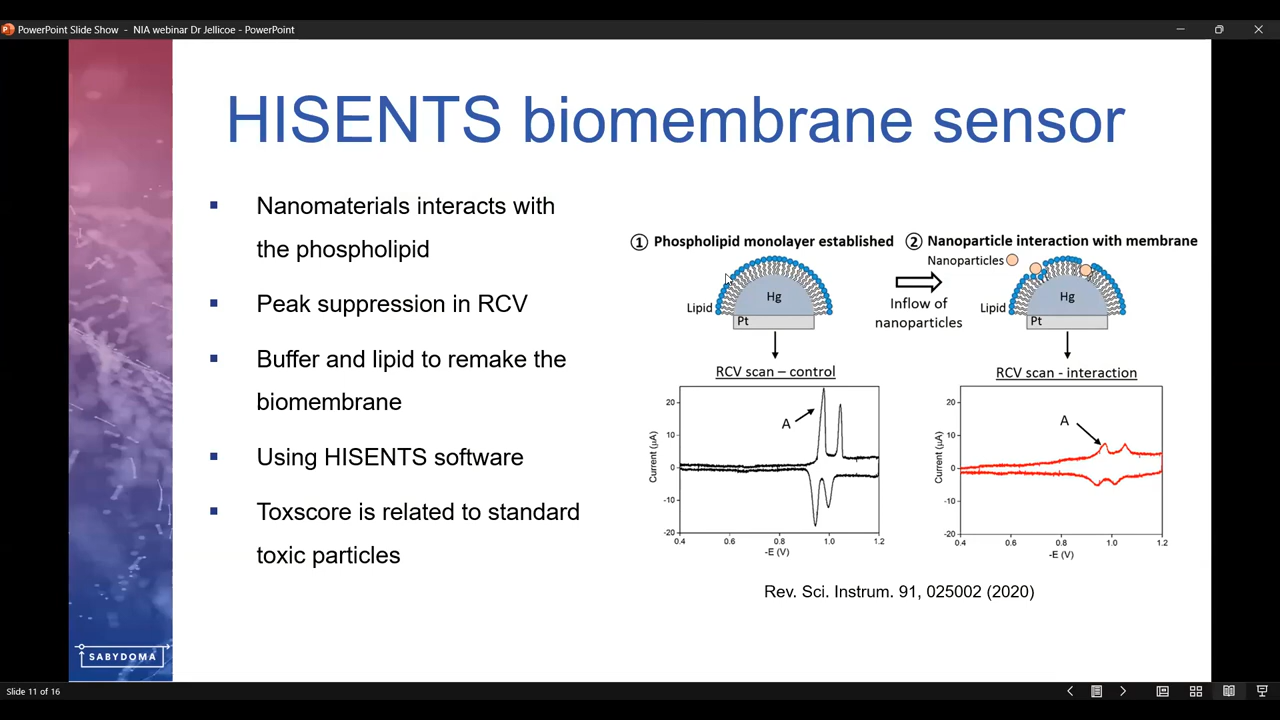 PowerPoint Slide Show - NIA webinar Dr Jellicoe - PowerPoint
HISENTS biomembrane sensor
▪ Nanomaterials interacts with
the phospholipid
▪ Peak suppression in RCV
▪ Buffer and lipid to remake the
biomembrane
▪ Using HISENTS software
▪ Toxscore is related to standard
toxic particles
① Phospholipid monolayer established
Lipid
Hg
Pt
Inflow of
nanoparticles
② Nanoparticle interaction with membrane
Nanoparticles
Lipid
Hg
Pt
RCV scan – control
A
Current (µA)
20
10
0
-10
-20
0.4 0.6 0.8 1.0 1.2
-E (V)
RCV scan - interaction
A
Current (µA)
20
10
0
-10
-20
0.4 0.6 0.8 1.0 1.2
-E (V)
Rev. Sci. Instrum. 91, 025002 (2020)
SABYDOMA
Slide 11 of 16